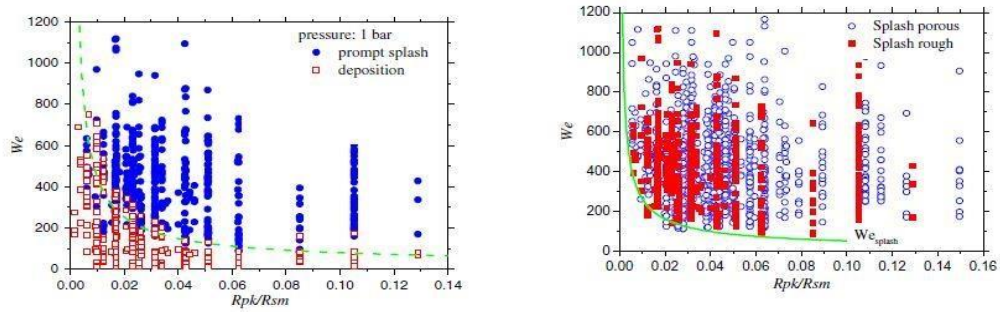 1200
1000
800
600
400
200
0
We
pressure: 1 bar
prompt splash
deposition
0.00 0.02 0.04 0.06 0.08 0.10 0.12 0.14
Rpk/Rsm
1200
1000
800
600
400
200
0
We
Splash porous
Splash rough
We splash
0.00 0.02 0.04 0.06 0.08 0.10 0.12 0.14 0.16
Rpk/Rsm